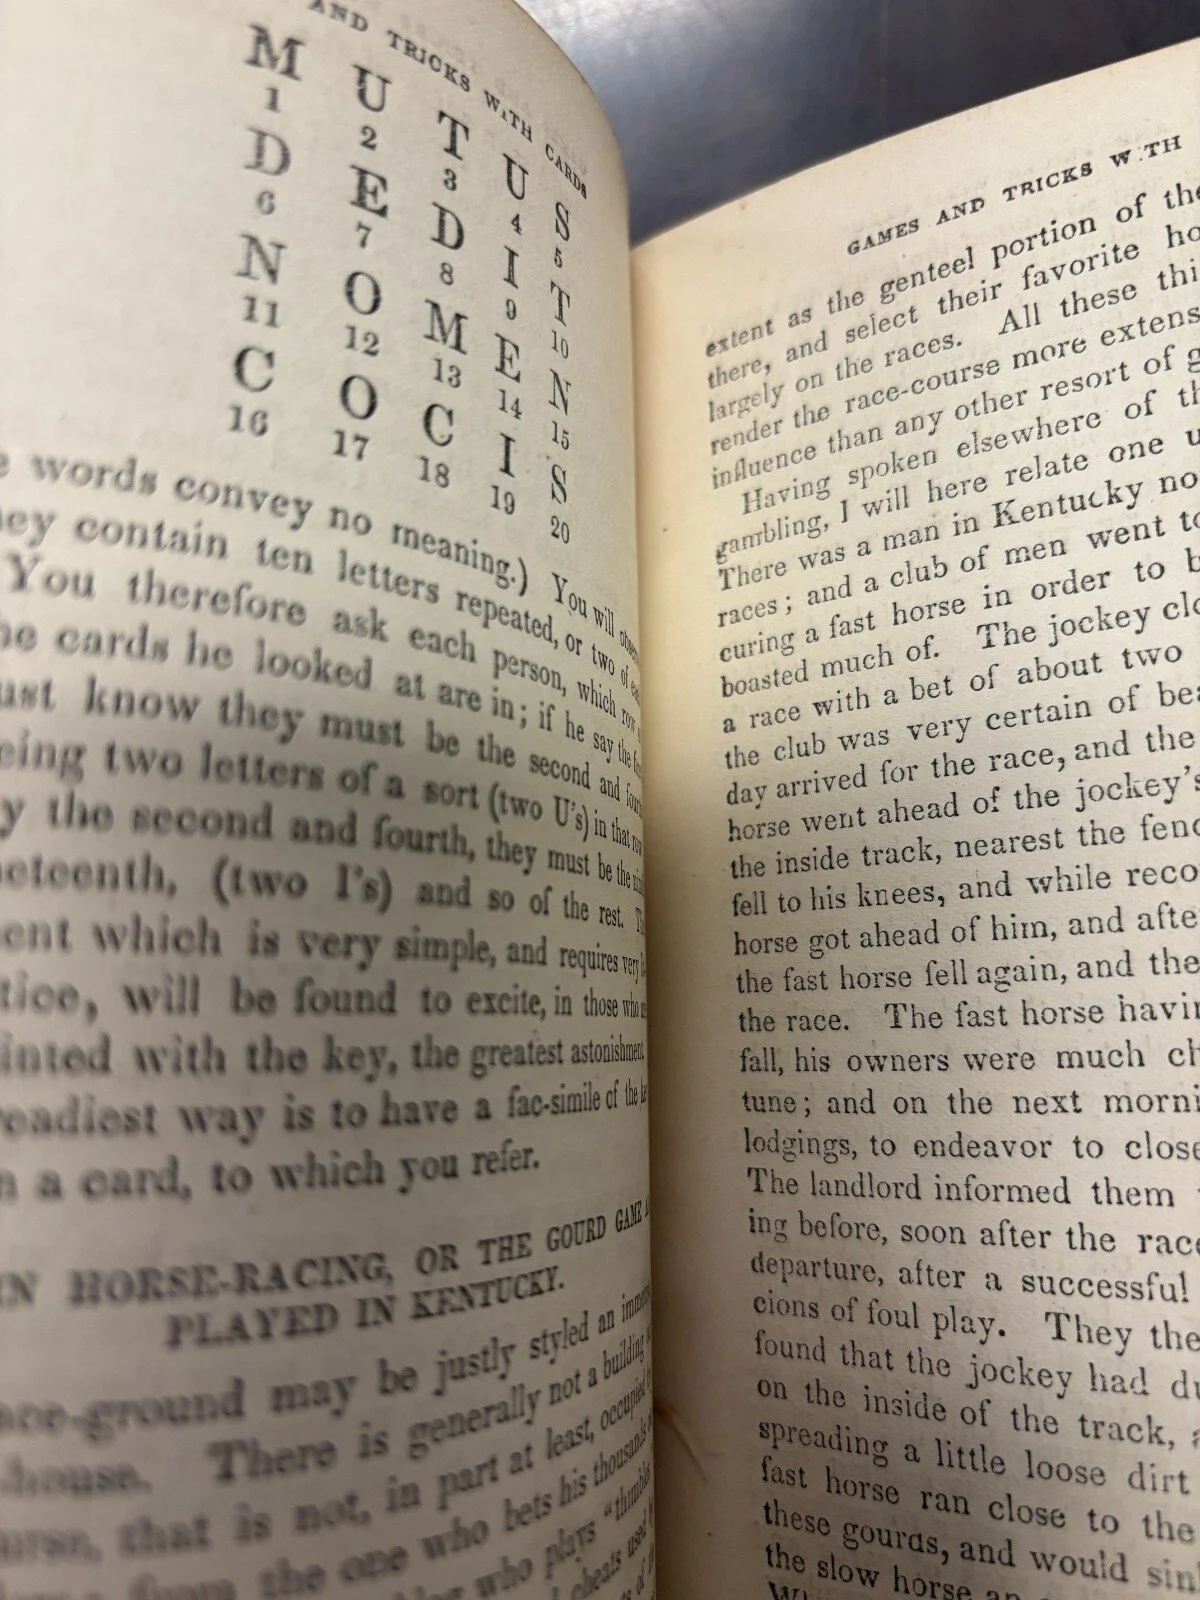 AND TRICKS WITH CARDS
M U T U S
1 2 3 4 5
D E D I T
6 7 8 9 10
N O M E N
11 12 13 14 15
C O C I S
16 17 18 19 20
words convey no meaning.) You will
contain ten letters repeated, or two of
You therefore ask each person, which row
cards he looked at are in; if he say the
know they must be the second and
two letters of a sort (two U's) in that row
the second and fourth, they must be the
(two I's) and so of the rest.
which is very simple, and requires very
will be found to excite, in those who
with the key, the greatest astonishment
way is to have a fac-simile of the
a card, to which you refer.
HORSE-RACING, OR THE GOURD GAME
PLAYED IN KENTUCKY.
may be justly styled an
There is generally not a building
that is not, in part at least, occupied
from the one who bets his thousands
who plays "thimbles
cheats used
GAMES AND TRICKS WITH
extent as the genteel portion of the
there, and select their favorite
largely on the races. All these
render the race-course more
influence than any other resort of
Having spoken elsewhere of
gambling, I will here relate one
There was a man in Kentucky
races; and a club of men went
curing a fast horse in order to
boasted much of. The jockey
a race with a bet of about two
the club was very certain of
day arrived for the race, and the
horse went ahead of the jockey's
the inside track, nearest the
fell to his knees, and while
horse got ahead of him, and
the fast horse fell again, and
the race. The fast horse
fall, his owners were much
tune; and on the next
lodgings, to endeavor to
The landlord informed them
ing before, soon after the
departure, after a successful
cions of foul play. They
found that the jockey had
on the inside of the track,
spreading a little loose dirt
fast horse ran close to the
these gourds, and would
the slow horse